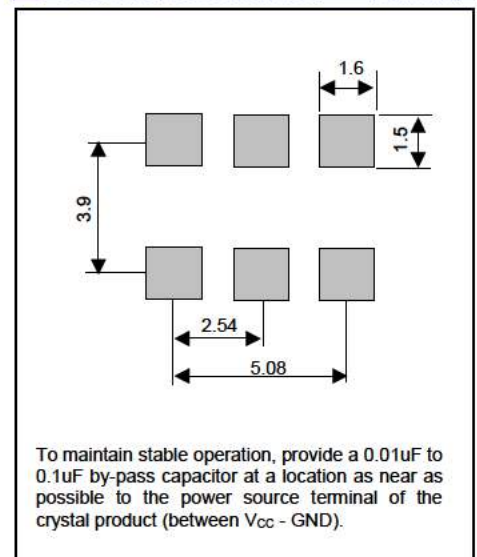 1.6
1.5
3.9
2.54
5.08
To maintain stable operation, provide a 0.01uF to
0.1uF by-pass capacitor at a location as near as
possible to the power source terminal of the
crystal product (between Vcc - GND).